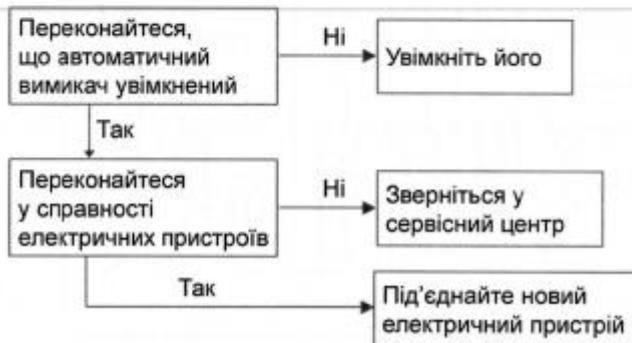 Переконайтеся,
що автоматичний
вимикач увімкнений
Ні
Увімкніть його
Так
Переконайтеся
у справності
електричних пристроїв
Ні
Зверніться у
сервісний центр
Так
Під'єднайте новий
електричний пристрій